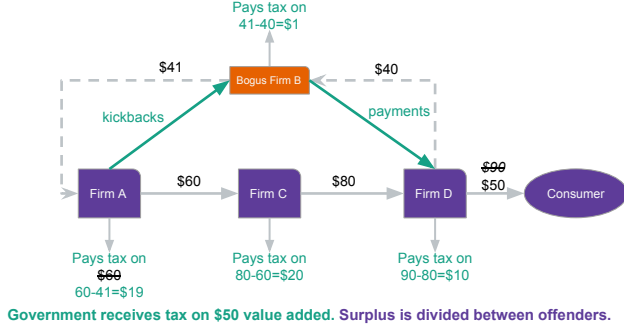 Pays tax on
41-40=$1
$41
Bogus Firm B
$40
kickbacks
payments
Firm A
$60
Firm C
$80
Firm D
$90
$50
Consumer
Pays tax on
$60
60-41=$19
Pays tax on
80-60=$20
Pays tax on
90-80=$10
Government receives tax on $50 value added. Surplus is divided between offenders.